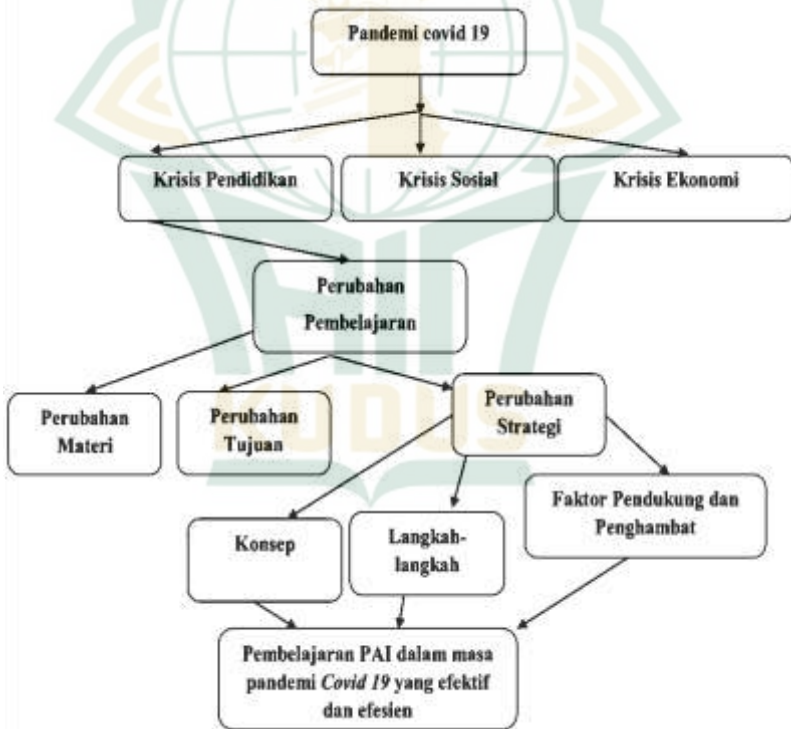 Pandemi covid 19
Krisis Pendidikan
Krisis Sosial
Krisis Ekonomi
Perubahan
Pembelajaran
Perubahan
Materi
Perubahan
Tujuan
Perubahan
Strategi
Konsep
Langkah-
langkah
Faktor Pendukung dan
Penghambat
Pembelajaran PAI dalam masa
pandemi Covid 19 yang efektif
dan efesien
KUDUS